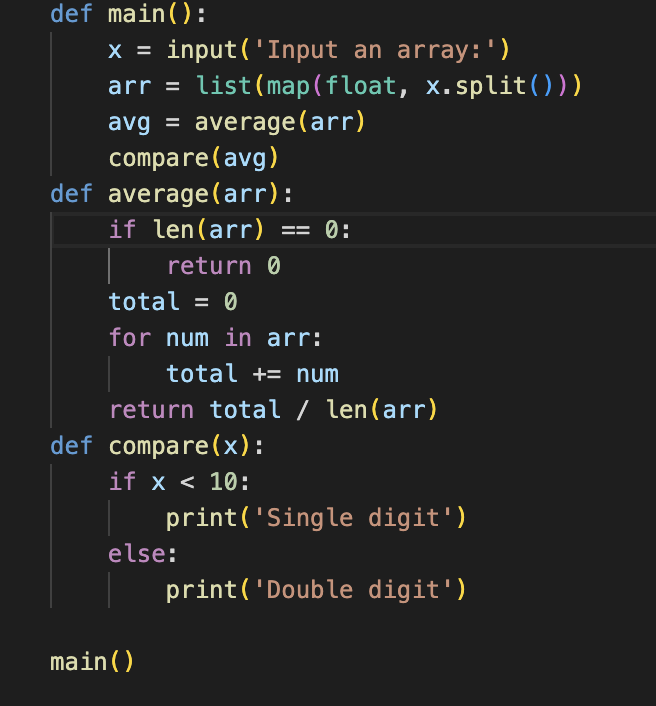 def main():
    x = input('Input an array:')
    arr = list(map(float, x.split()))
    avg = average(arr)
    compare(avg)
def average(arr):
    if len(arr) == 0:
        return 0
    total = 0
    for num in arr:
        total += num
    return total / len(arr)
def compare(x):
    if x < 10:
        print('Single digit')
    else:
        print('Double digit')

main()